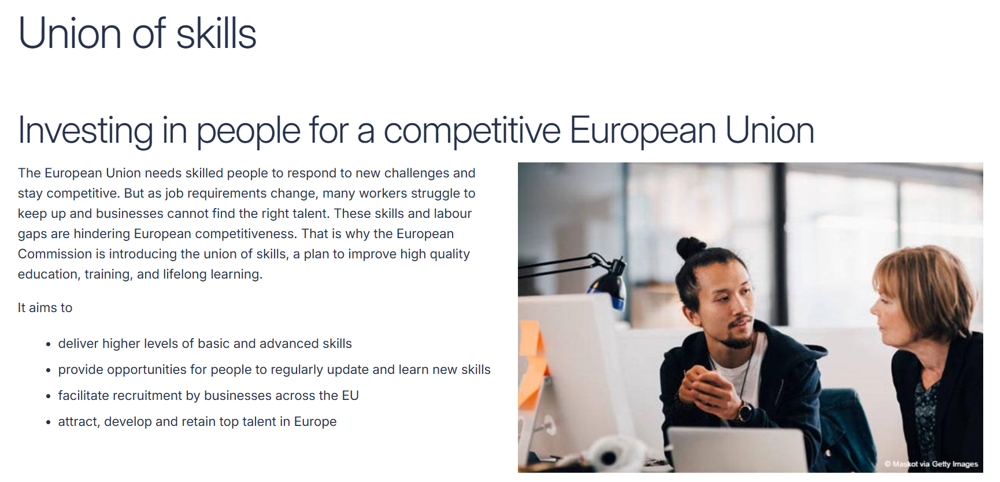 Union of skills
Investing in people for a competitive European Union
The European Union needs skilled people to respond to new challenges and
stay competitive. But as job requirements change, many workers struggle to
keep up and businesses cannot find the right talent. These skills and labour
gaps are hindering European competitiveness. That is why the European
Commission is introducing the union of skills, a plan to improve high quality
education, training, and lifelong learning.
It aims to
• deliver higher levels of basic and advanced skills
• provide opportunities for people to regularly update and learn new skills
• facilitate recruitment by businesses across the EU
• attract, develop and retain top talent in Europe
© Maskot via Getty Images